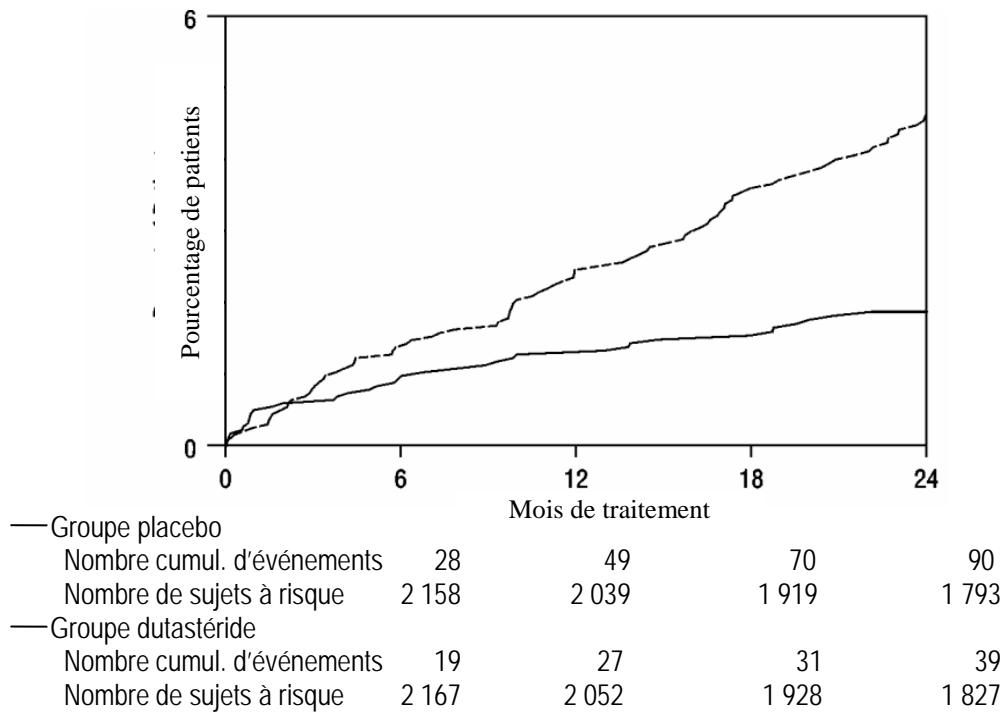 6
Pourcentage de patients
0
0 6 12 18 24
Mois de traitement
Groupe placebo
Nombre cumul. d'événements 28 49 70 90
Nombre de sujets à risque 2 158 2 039 1 919 1 793
Groupe dutastéride
Nombre cumul. d'événements 19 27 31 39
Nombre de sujets à risque 2 167 2 052 1 928 1 827